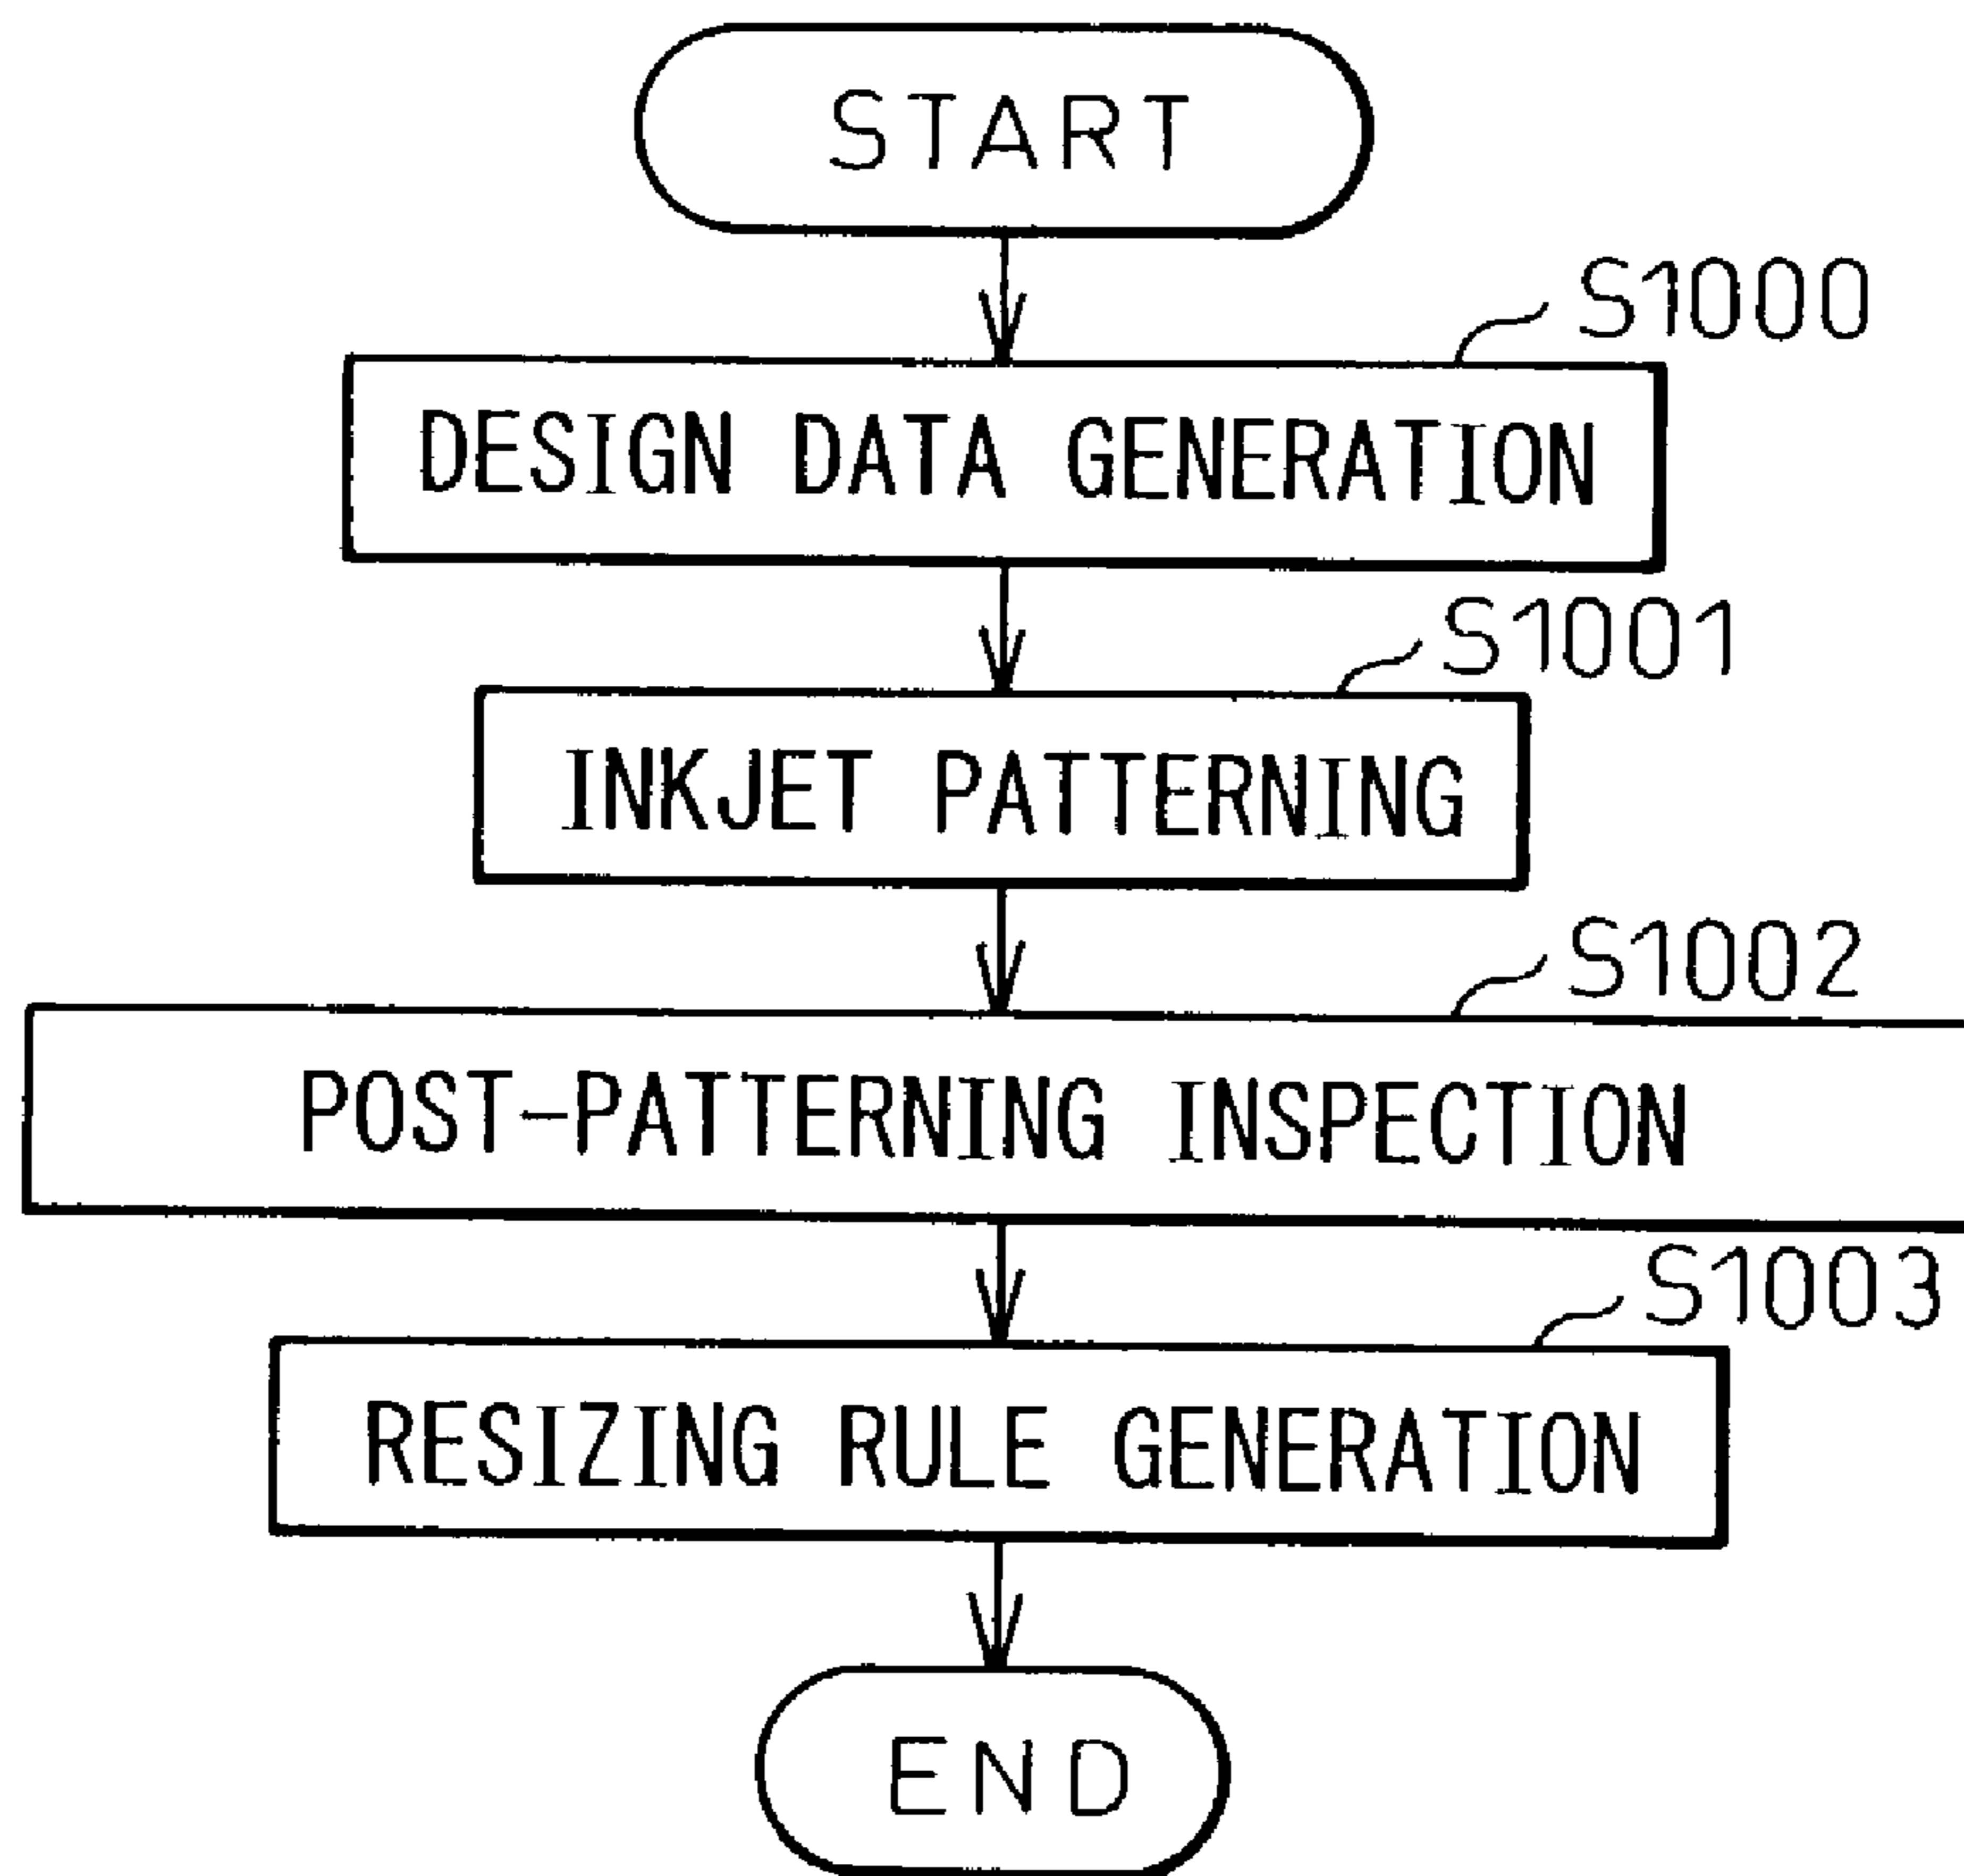 START
S1000
DESIGN DATA GENERATION
S1001
INKJET PATTERNING
S1002
POST-PATTERNING INSPECTION
S1003
RESIZING RULE GENERATION
END